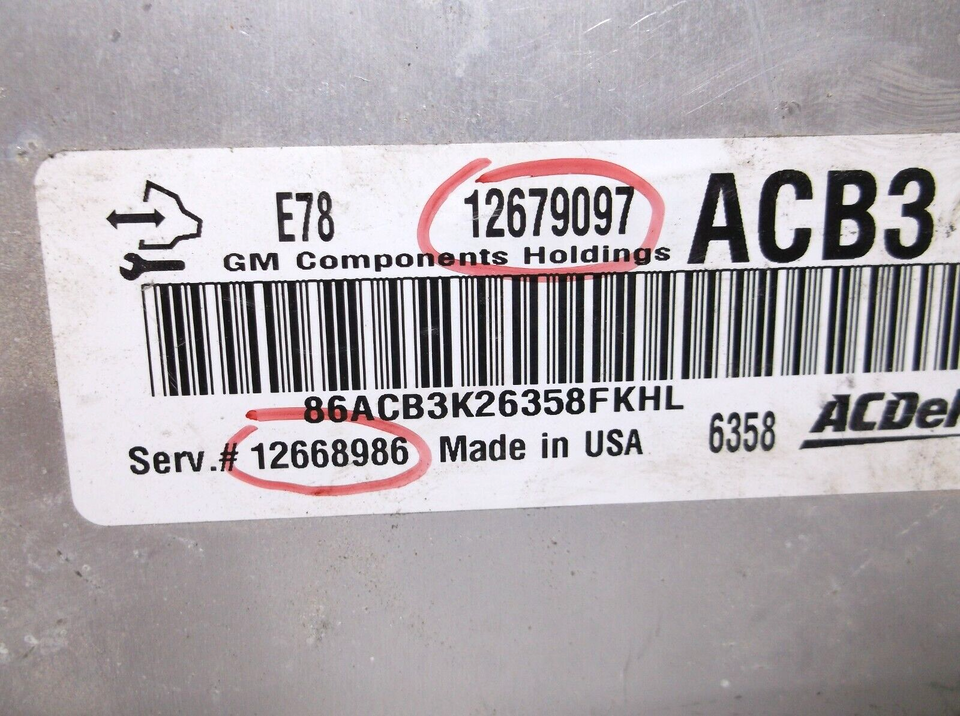 E78 12679097 ACB3
GM Components Holdings
86ACB3K26358FKHL
Serv.# 12668986 Made in USA 6358 ACDel